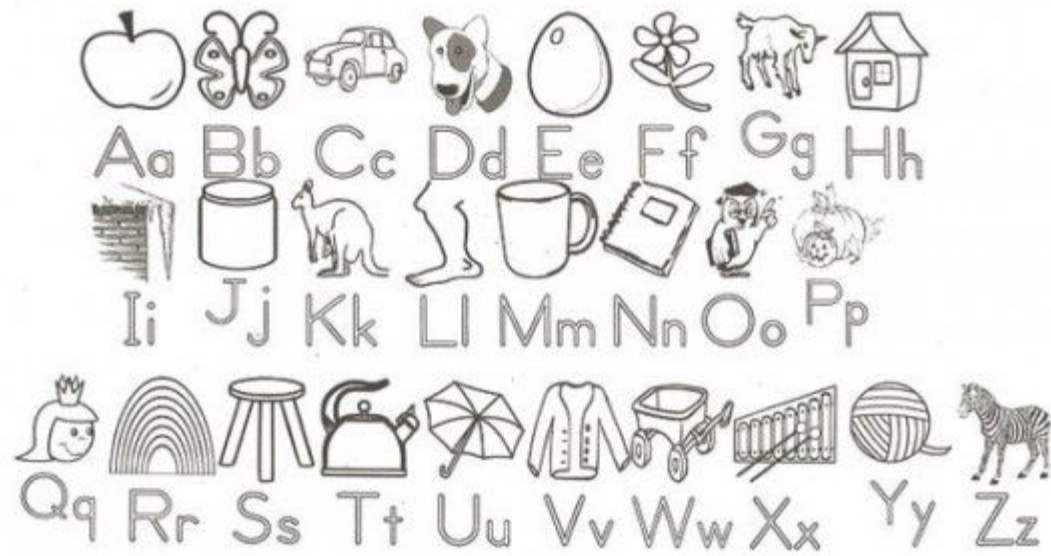 Aa Bb Cc Dd Ee Ff Gg Hh
Ii Jj Kk Ll Mm Nn Oo Pp
Qq Rr Ss Tt Uu Vv Ww Xx Yy Zz